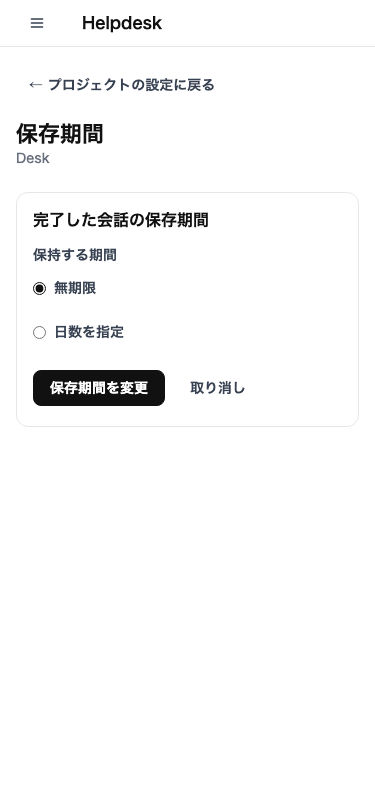 Helpdesk
← プロジェクトの設定に戻る
保存期間
Desk
完了した会話の保存期間
保持する期間
無期限
日数を指定
保存期間を変更 取り消し